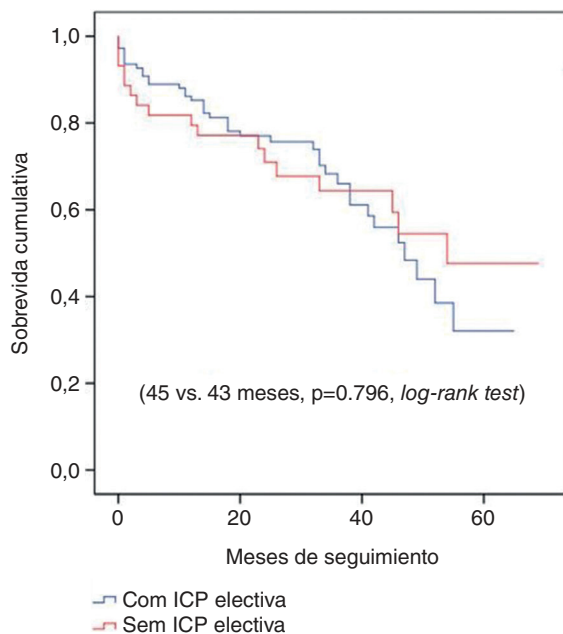 1,0
0,8
0,6
0,4
0,2
0,0
Sobrevida cumulativa
(45 vs. 43 meses, p=0.796, log-rank test)
0 20 40 60
Meses de seguimiento
Com ICP electiva
Sem ICP electiva